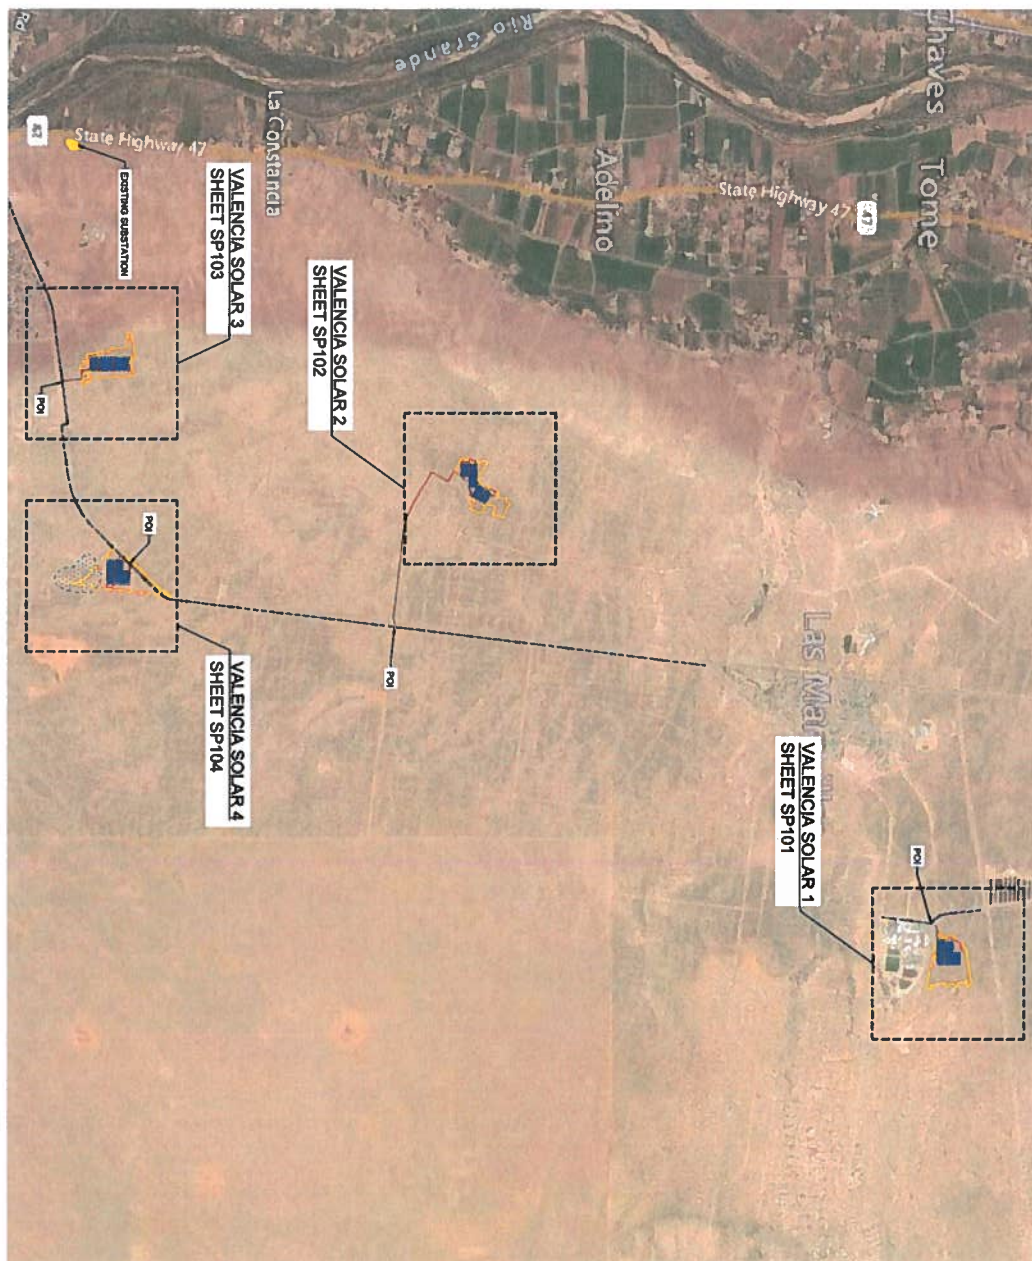 Rio Grande
Chaves
Tome
47
State Highway 47
Adelino
La Constancia
State Highway 47
47
Rd
EXISTING SUBSTATION
VALENCIA SOLAR 3
SHEET SP103
VALENCIA SOLAR 2
SHEET SP102
POI
POI
POI
VALENCIA SOLAR 4
SHEET SP104
Las
VALENCIA SOLAR 1
SHEET SP101
POI